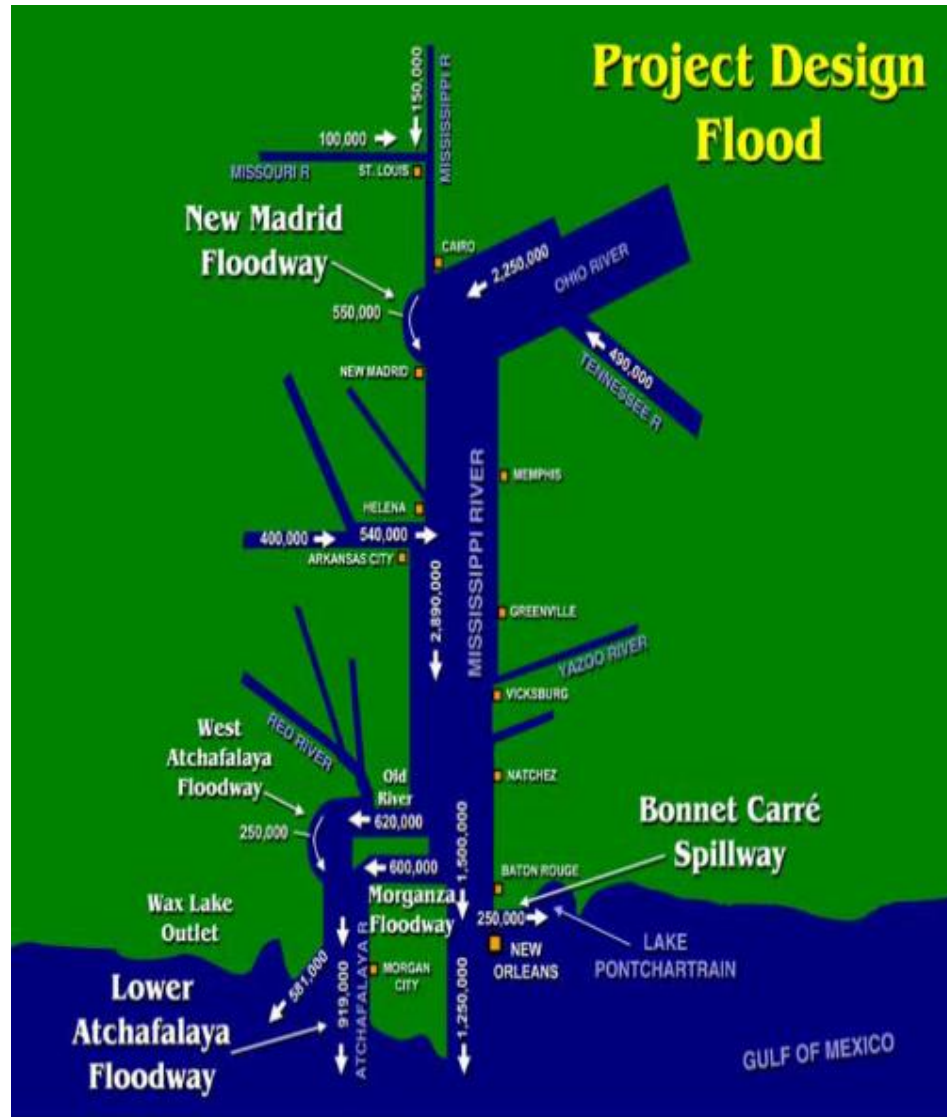 Project Design
Flood
150,000
MISSISSIPPI R
100,000
MISSOURI R
ST. LOUIS
New Madrid
Floodway
CAIRO
2,250,000
OHIO RIVER
550,000
NEW MADRID
490,000
TENNESSEE R
MEMPHIS
MISSISSIPPI RIVER
HELENA
400,000
540,000
ARKANSAS CITY
2,890,000
GREENVILLE
YAZOO RIVER
VICKSBURG
RED RIVER
West
Atchafalaya
Floodway
Old
River
NATCHEZ
620,000
250,000
Bonnet Carré
Spillway
600,000
1,500,000
BATON ROUGE
Morganza
Floodway
250,000
Wax Lake
Outlet
NEW
ORLEANS
LAKE
PONTCHARTRAIN
581,000
919,000
ATCHAFALAYA R
MORGAN
CITY
1,250,000
Lower
Atchafalaya
Floodway
GULF OF MEXICO